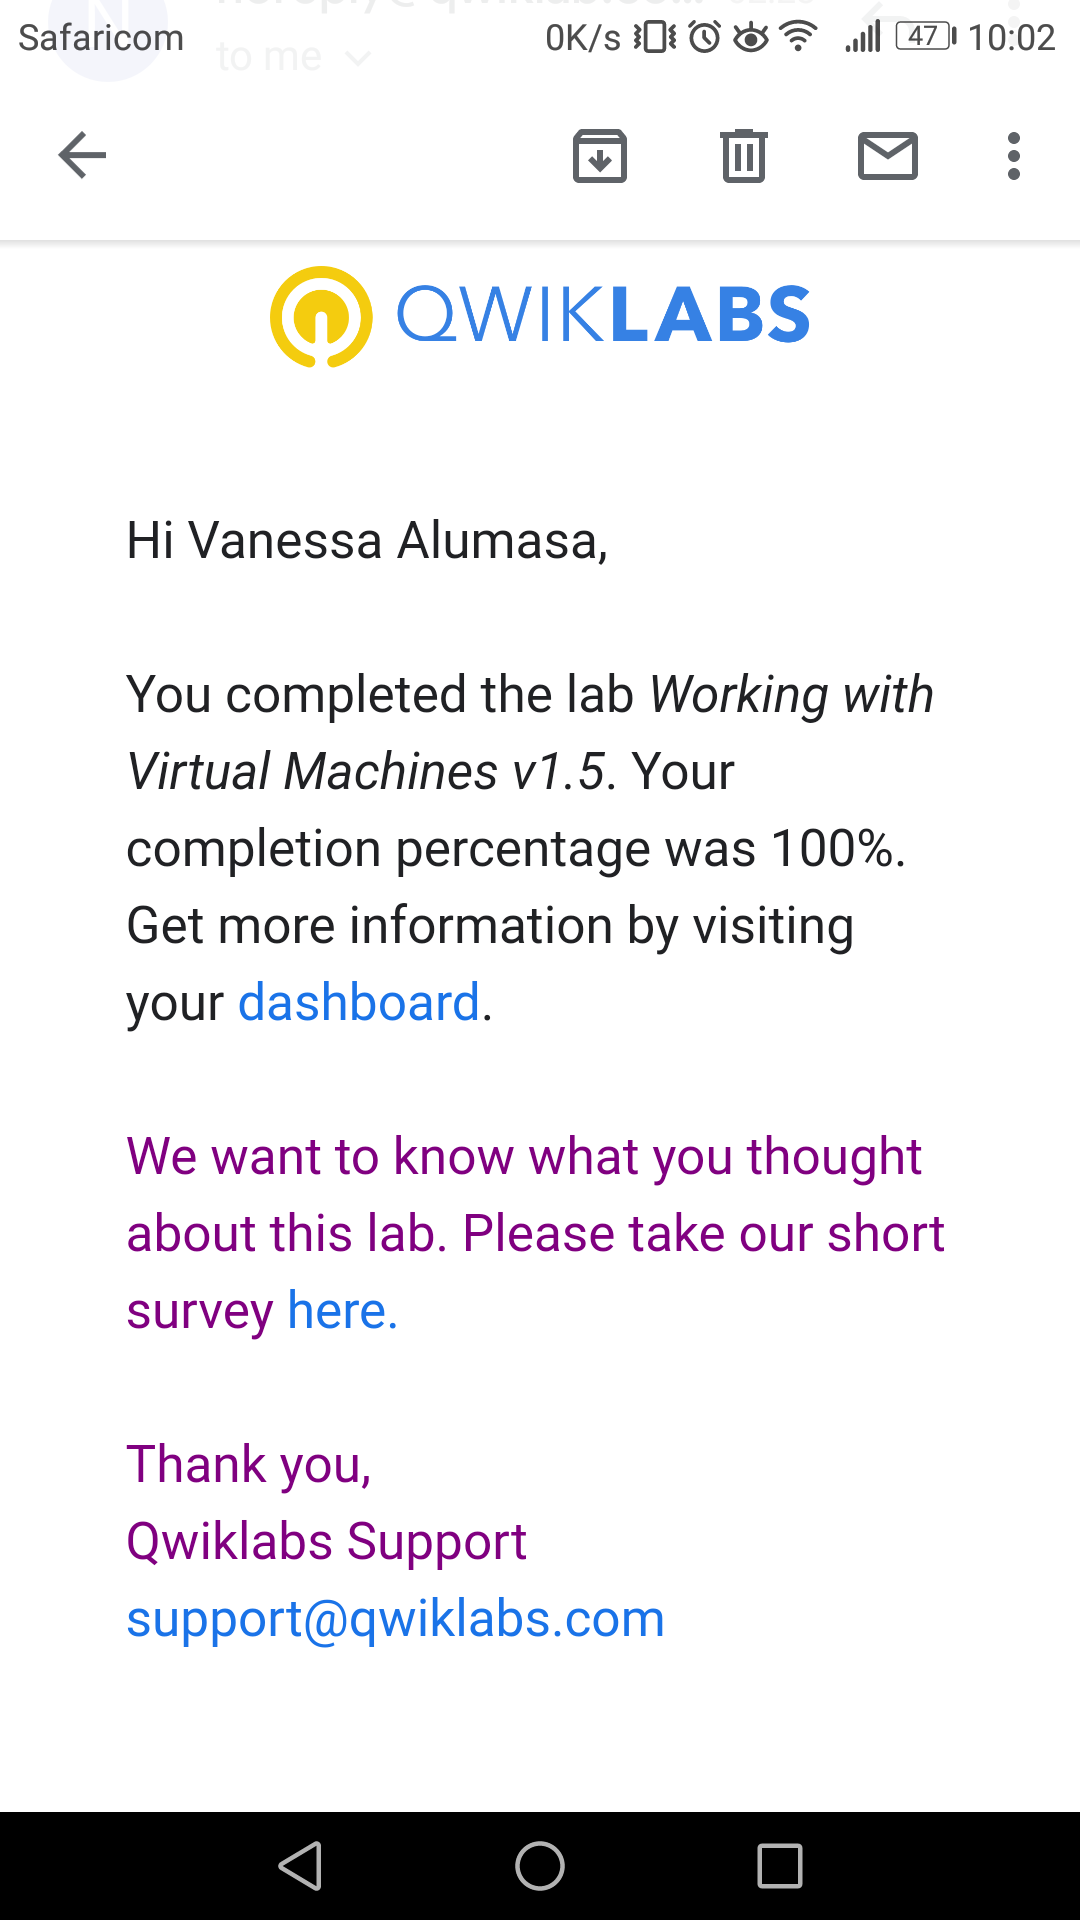 Safaricom 0K/s 47 10:02
to me
QWIKLABS
Hi Vanessa Alumasa,
You completed the lab Working with
Virtual Machines v1.5. Your
completion percentage was 100%.
Get more information by visiting
your dashboard.
We want to know what you thought
about this lab. Please take our short
survey here.
Thank you,
Qwiklabs Support
support@qwiklabs.com